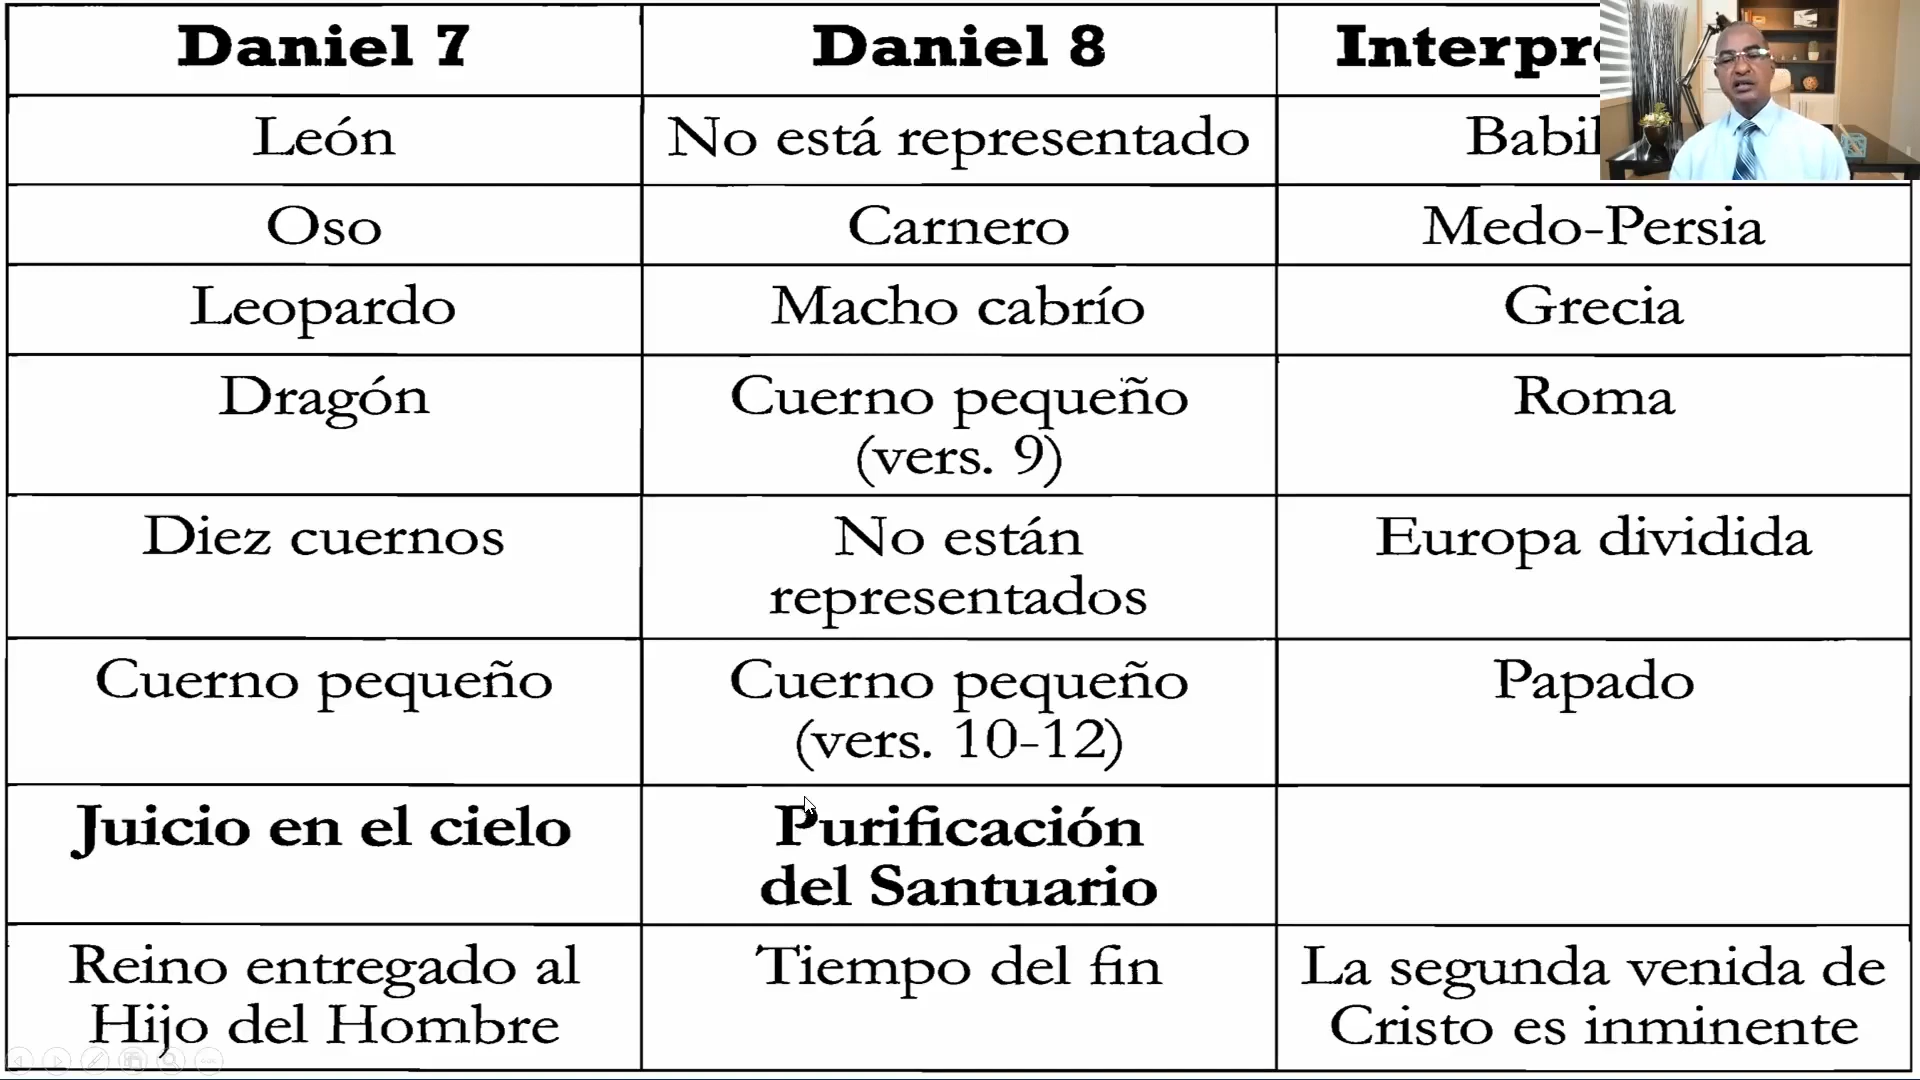 Daniel 7 Daniel 8 Interpr
León No está representado Babil
Oso Carnero Medo-Persia
Leopardo Macho cabrío Grecia
Dragón Cuerno pequeño Roma
(vers. 9)
Diez cuernos No están Europa dividida
representados
Cuerno pequeño Cuerno pequeño Papado
(vers. 10-12)
Juicio en el cielo Purificación
del Santuario
Reino entregado al Tiempo del fin La segunda venida de
Hijo del Hombre Cristo es inminente